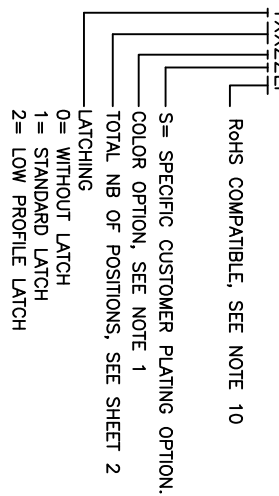 RoHS COMPATIBLE, SEE NOTE 10
S= SPECIFIC CUSTOMER PLATING OPTION.
COLOR OPTION, SEE NOTE 1
TOTAL NB OF POSITIONS, SEE SHEET 2
LATCHING
0= WITHOUT LATCH
1= STANDARD LATCH
2= LOW PROFILE LATCH